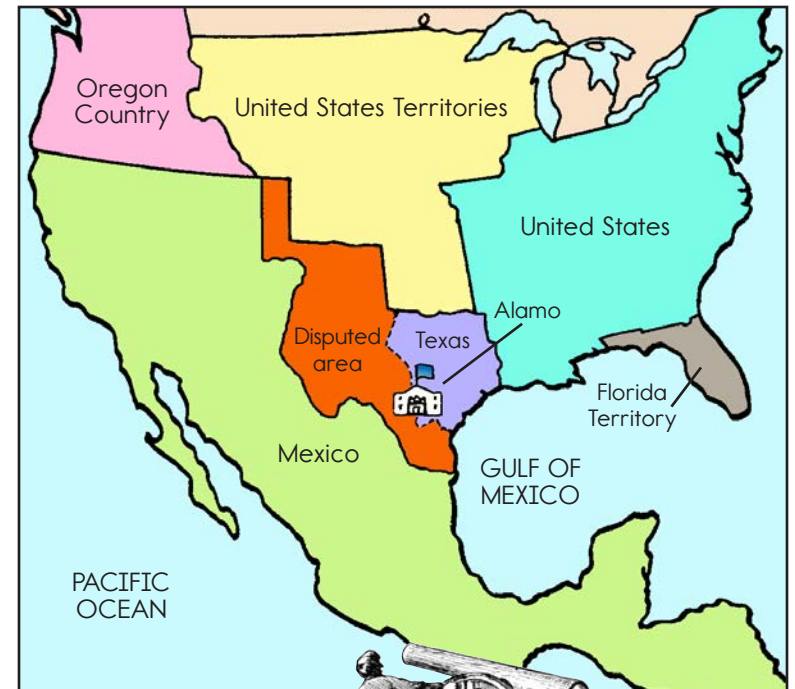 Oregon
Country
United States Territories
United States
Alamo
Disputed
area
Texas
Florida
Territory
Mexico
GULF OF
MEXICO
PACIFIC
OCEAN